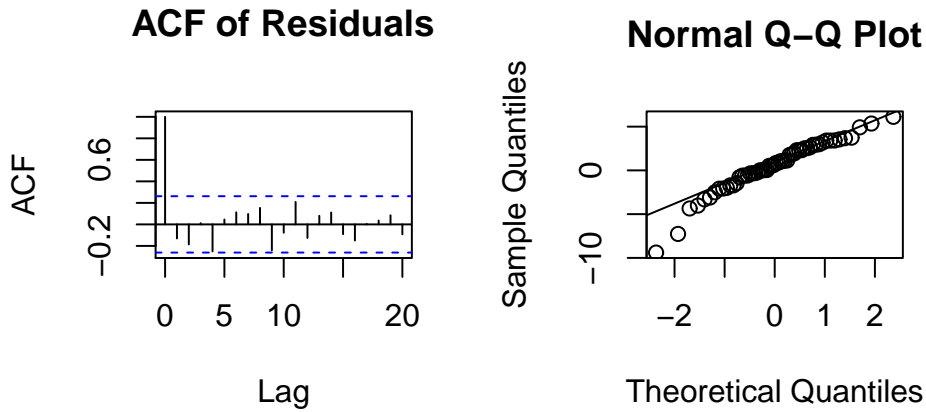 ACF of Residuals
ACF
0.6
−0.2
0 5 10 20
Lag
Normal Q−Q Plot
Sample Quantiles
0
−10
−2 0 1 2
Theoretical Quantiles